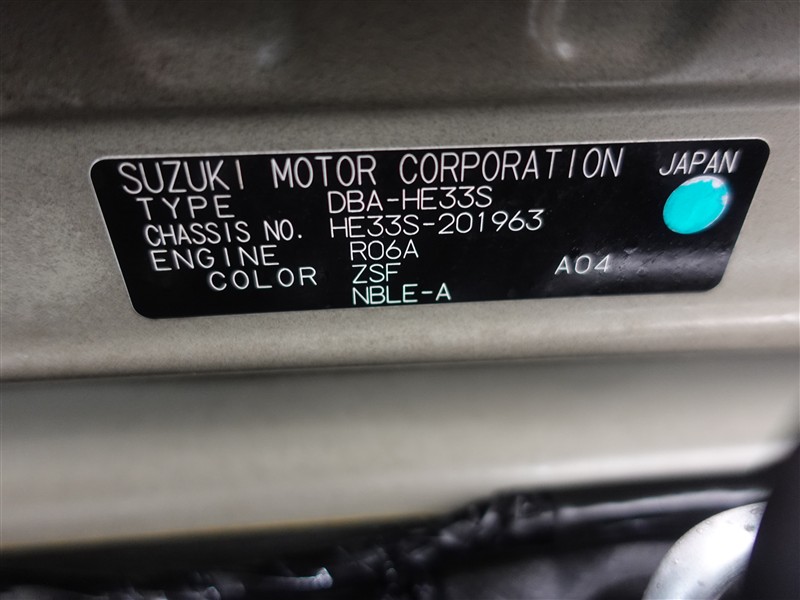 SUZUKI MOTOR CORPORATION JAPAN
TYPE DBA-HE33S
CHASSIS NO. HE33S-201963
ENGINE R06A
COLOR ZSF A04
NBLE-A